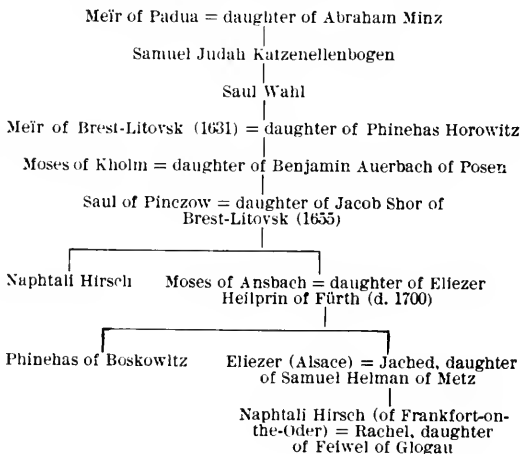 Meïr of Padua = daughter of Abraham Minz
Samuel Judah Katzenellenbogen
Saul Wahl
Meïr of Brest-Litovsk (1631) = daughter of Phinehas Horowitz
Moses of Kholm = daughter of Benjamin Auerbach of Posen
Saul of Pinczow = daughter of Jacob Shor of
Brest-Litovsk (1655)
Naphtali Hirsch
Moses of Ansbach = daughter of Eliezer
Heilprin of Fürth (d. 1700)
Phinehas of Boskowitz
Eliezer (Alsace) = Jached, daughter
of Samuel Helman of Metz
Naphtali Hirsch (of Frankfort-on-
the-Oder) = Rachel, daughter
of Feiwel of Glogau